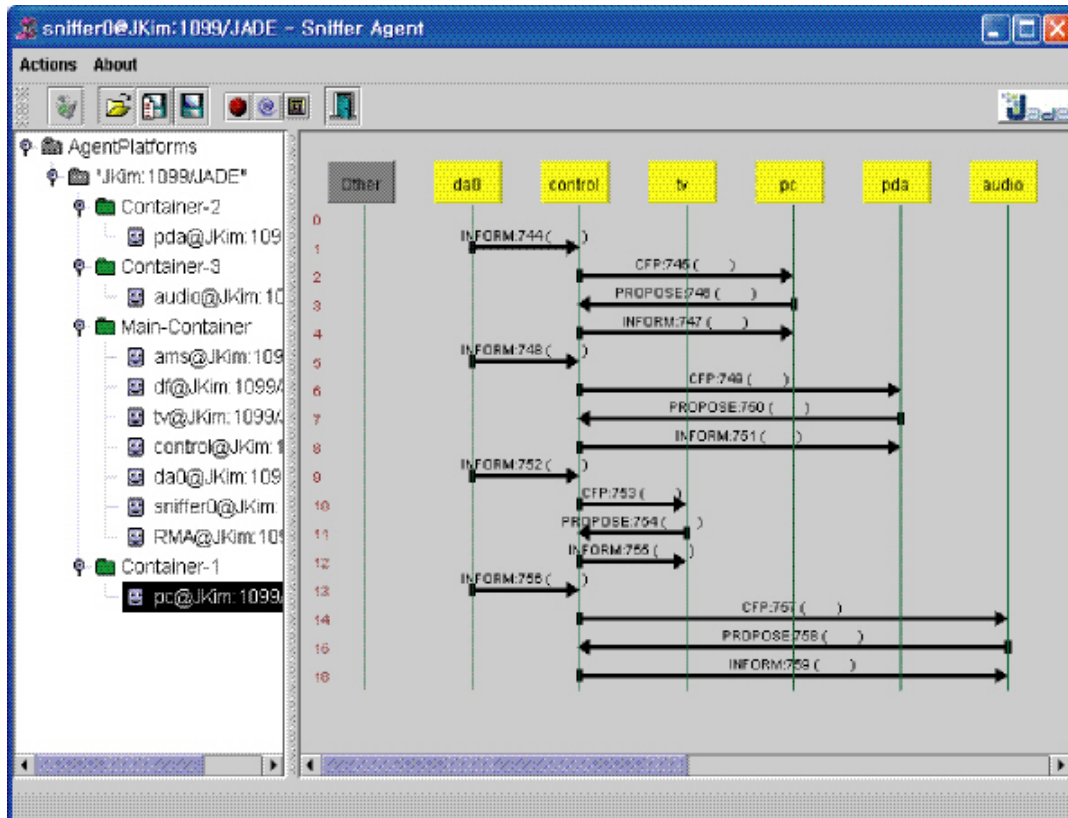 sniffer0@JKim:1099/JADE - Sniffer Agent
Actions About
Jade
AgentPlatforms
"JKim:1099/JADE"
Container-2
pda@JKim:109
Container-3
audio@JKim:10
Main-Container
ams@JKim:109
df@JKim:1099/
tv@JKim:1099/
control@JKim:1
da0@JKim:109
sniffer0@JKim:
RMA@JKim:109
Container-1
pc@JKim:1099/
Other da0 control tv pc pda audio
0
INFORM:744 ( )
1
CFP:745 ( )
2
PROPOSE:746 ( )
3
INFORM:747 ( )
4
INFORM:748 ( )
5
CFP:749 ( )
6
PROPOSE:750 ( )
7
INFORM:751 ( )
8
INFORM:752 ( )
9
CFP:753 ( )
10
PROPOSE:754 ( )
11
INFORM:755 ( )
12
INFORM:756 ( )
13
CFP:757 ( )
14
PROPOSE:758 ( )
15
INFORM:759 ( )
16